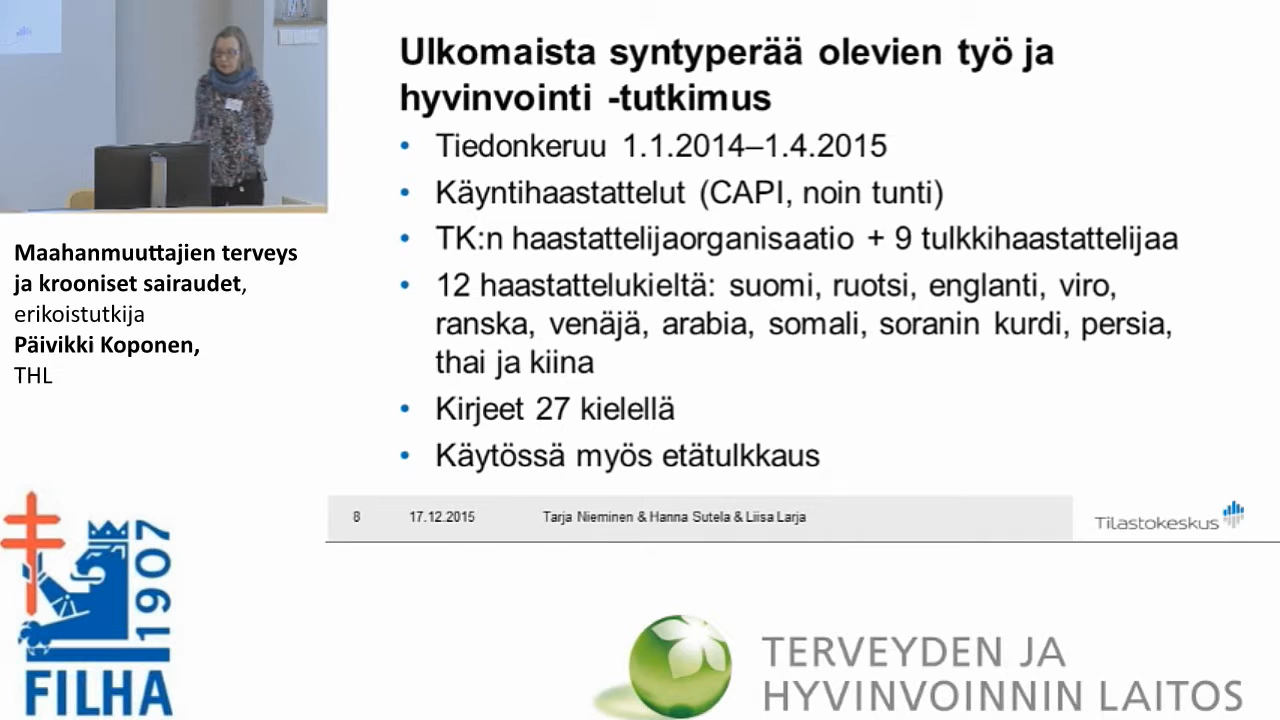 Ulkomaista syntyperää olevien työ ja
hyvinvointi -tutkimus
• Tiedonkeruu 1.1.2014–1.4.2015
• Käyntihaastattelut (CAPI, noin tunti)
• TK:n haastattelijaorganisaatio + 9 tulkkihaastattelijaa
• 12 haastattelukieltä: suomi, ruotsi, englanti, viro,
ranska, venäjä, arabia, somali, soranin kurdi, persia,
thai ja kiina
• Kirjeet 27 kielellä
• Käytössä myös etätulkkaus
8 17.12.2015 Tarja Nieminen & Hanna Sutela & Liisa Larja
Tilastokeskus
Maahanmuuttajien terveys
ja krooniset sairaudet,
erikoistutkija
Päivikki Koponen,
THL
1907
FILHA
TERVEYDEN JA
HYVINVOINNIN LAITOS